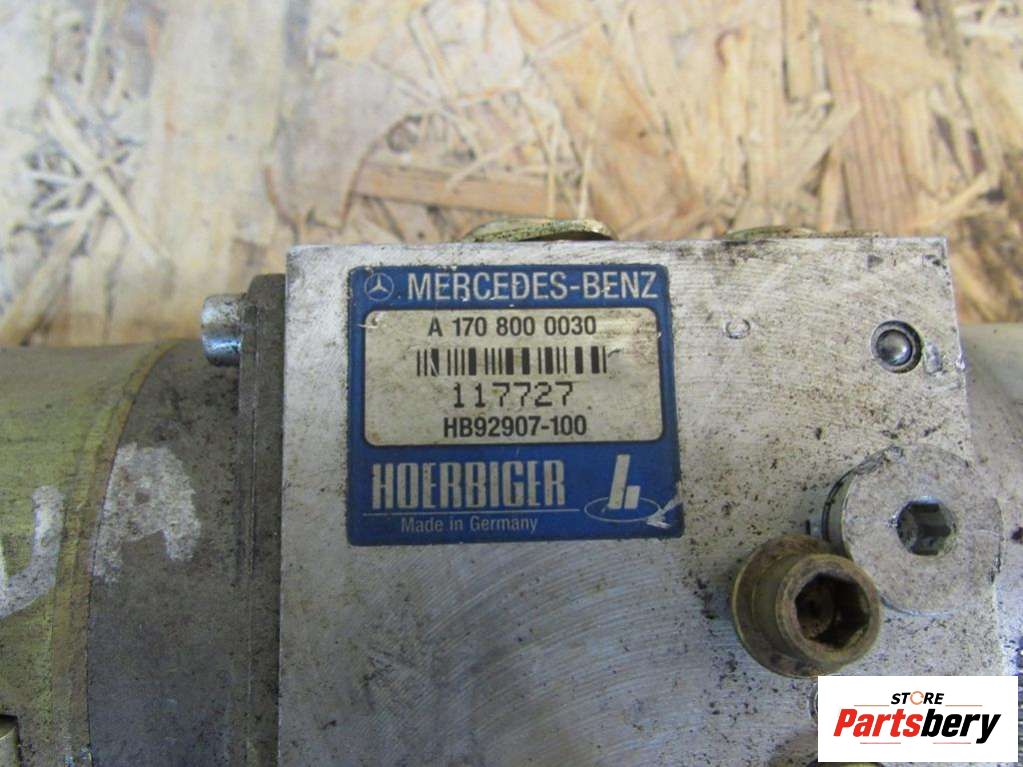 MERCEDES-BENZ
A 170 800 0030
117727
HB92907-100
HOERBIGER
Made in Germany
STORE
Partsbery